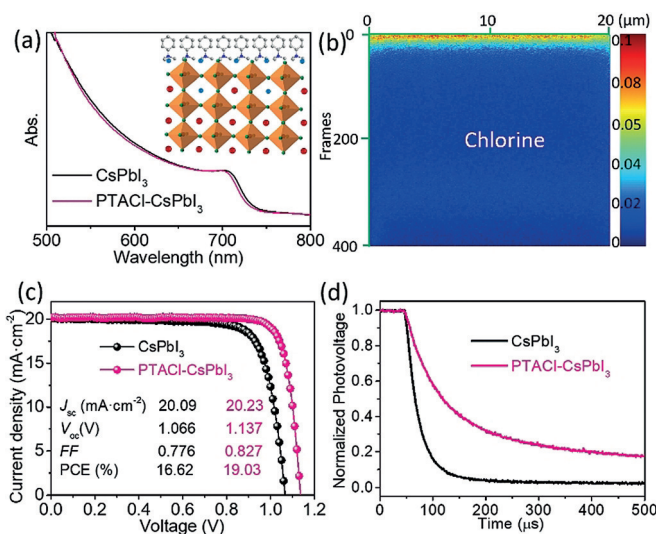 (a)
Abs.
CsPbI₃
PTACl-CsPbI₃
500 600 700 800
Wavelength (nm)
(b)
0 10 20 (μm)
0
200
400
Frames
Chlorine
0.1
0.08
0.07
0.05
0.04
0.02
0.01
(c)
Current density (mA·cm⁻²)
20
15
10
5
0
CsPbI₃
PTACl-CsPbI₃
Jsc (mA·cm⁻²) 20.09 20.23
Voc(V) 1.066 1.137
FF 0.776 0.827
PCE (%) 16.62 19.03
0.0 0.2 0.4 0.6 0.8 1.0 1.2
Voltage (V)
(d)
Normalized Photovoltage
1.0
0.8
0.6
0.4
0.2
0.0
CsPbI₃
PTACl-CsPbI₃
0 100 200 300 400 500
Time (μs)